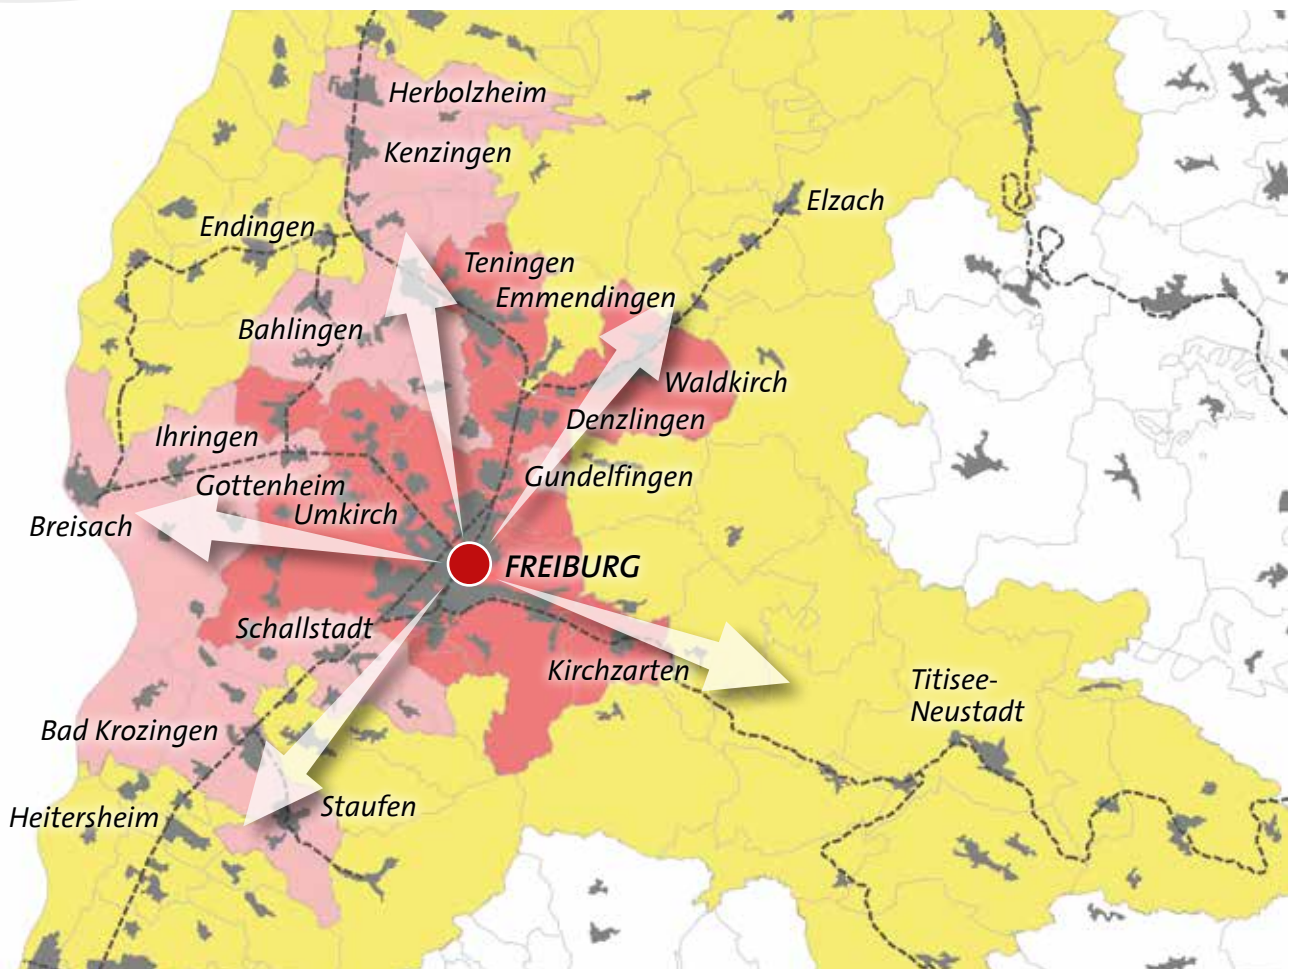 Herbolzheim
Kenzingen
Elzach
Endingen
Teningen
Emmendingen
Bahlingen
Waldkirch
Denzlingen
Ihringen
Gundelfingen
Gottenheim
Umkirch
Breisach
FREIBURG
Schallstadt
Kirchzarten
Titisee-
Neustadt
Bad Krozingen
Staufen
Heitersheim